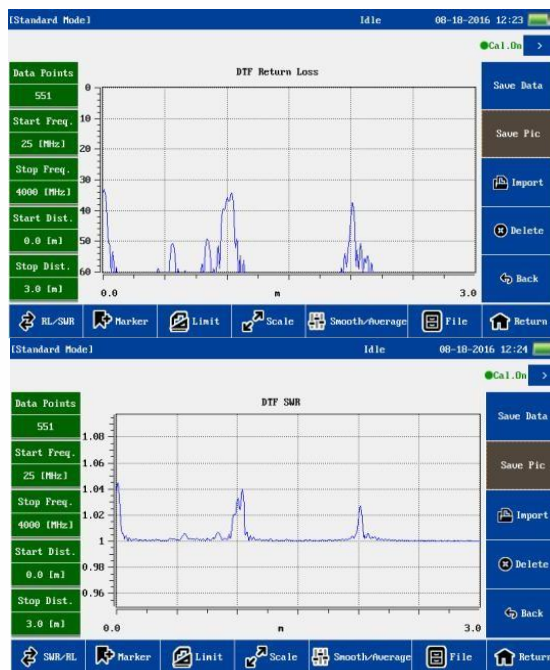 [Standard Mode] Idle 08-18-2016 12:23
Cal.On >
Data Points
551
Start Freq.
25 [MHz]
Stop Freq.
4000 [MHz]
Start Dist.
0.0 [m]
Stop Dist.
3.0 [m]
DTF Return Loss
0
10
20
30
40
50
60
0.0 m 3.0
Save Data
Save Pic
Import
Delete
Back
RL/SWR Marker Limit Scale Smooth/Average File Return
[Standard Mode] Idle 08-18-2016 12:24
Cal.On >
Data Points
551
Start Freq.
25 [MHz]
Stop Freq.
4000 [MHz]
Start Dist.
0.0 [m]
Stop Dist.
3.0 [m]
DTF SWR
1.08
1.06
1.04
1.02
1
0.98
0.96
0.0 m 3.0
Save Data
Save Pic
Import
Delete
Back
SWR/RL Marker Limit Scale Smooth/Average File Return